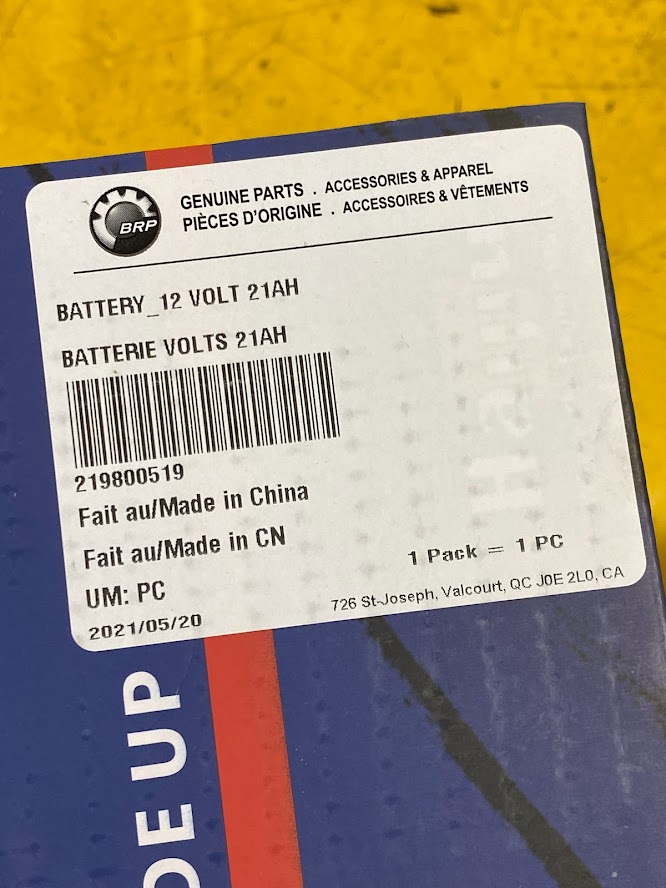 BRP
GENUINE PARTS . ACCESSORIES & APPAREL
PIÈCES D'ORIGINE . ACCESSOIRES & VÊTEMENTS
BATTERY_12 VOLT 21AH
BATTERIE VOLTS 21AH
219800519
Fait au/Made in China
Fait au/Made in CN
UM: PC
1 Pack = 1 PC
2021/05/20
726 St-Joseph, Valcourt, QC J0E 2L0, CA
DE UP